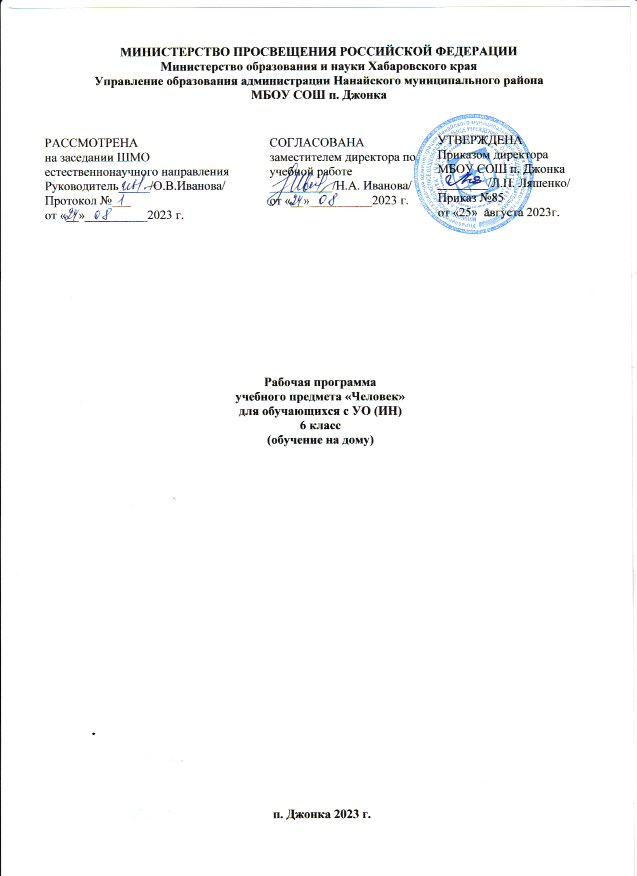 МИНИСТЕРСТВО ПРОСВЕЩЕНИЯ РОССИЙСКОЙ ФЕДЕРАЦИИ
Министерство образования и науки Хабаровского края
Управление образования администрации Нанайского муниципального района
МБОУ СОШ п. Джонка
РАССМОТРЕНА
на заседании ШМО
естественнонаучного направления
Руководитель /Ю.В.Иванова/
Протокол № 1
от «24» 08 2023 г.
СОГЛАСОВАНА
заместителем директора по
учебной работе
/Н.А. Иванова/
от «24» 08 2023 г.
УТВЕРЖДЕНА
Приказом директора
МБОУ СОШ п. Джонка
/Л.П. Ляшенко/
Приказ №85
от «25» августа 2023г.
Рабочая программа
учебного предмета «Человек»
для обучающихся с УО (ИН)
6 класс
(обучение на дому)
п. Джонка 2023 г.